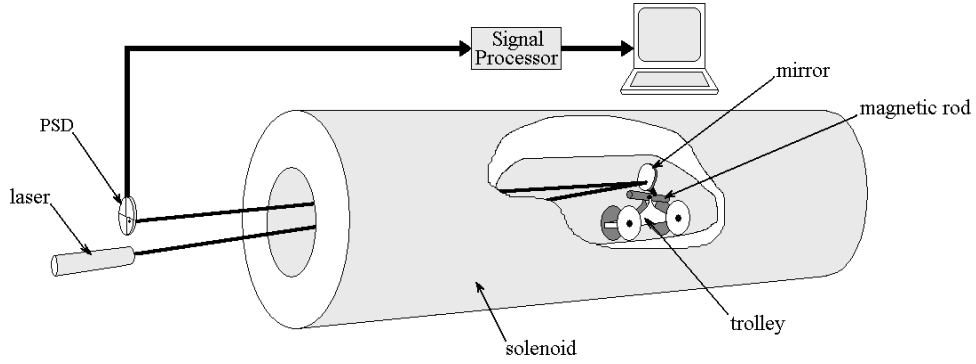 Signal
Processor
mirror
magnetic rod
PSD
laser
trolley
solenoid